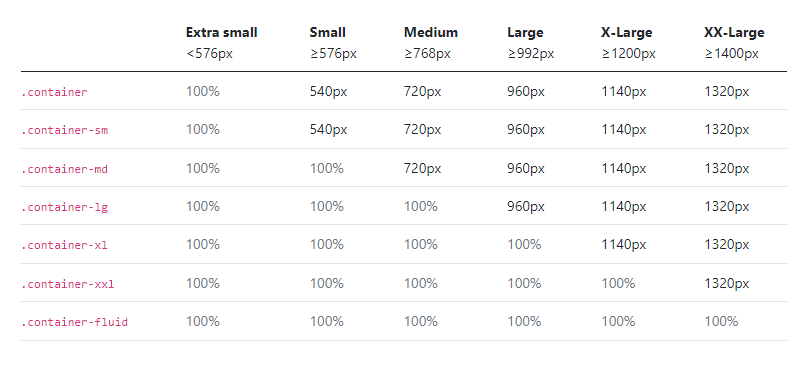 Extra small Small Medium Large X-Large XX-Large
<576px ≥576px ≥768px ≥992px ≥1200px ≥1400px
.container 100% 540px 720px 960px 1140px 1320px
.container-sm 100% 540px 720px 960px 1140px 1320px
.container-md 100% 100% 720px 960px 1140px 1320px
.container-lg 100% 100% 100% 960px 1140px 1320px
.container-xl 100% 100% 100% 100% 1140px 1320px
.container-xxl 100% 100% 100% 100% 100% 1320px
.container-fluid 100% 100% 100% 100% 100% 100%